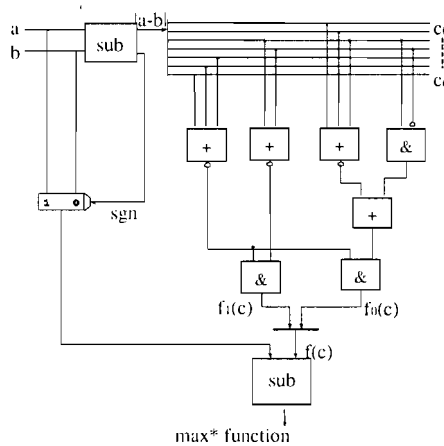 a
|a-b|
b
sub
c
c
+
+
+
&
1 0
sgn
+
&
&
f1(c)
f0(c)
f(c)
sub
max* function